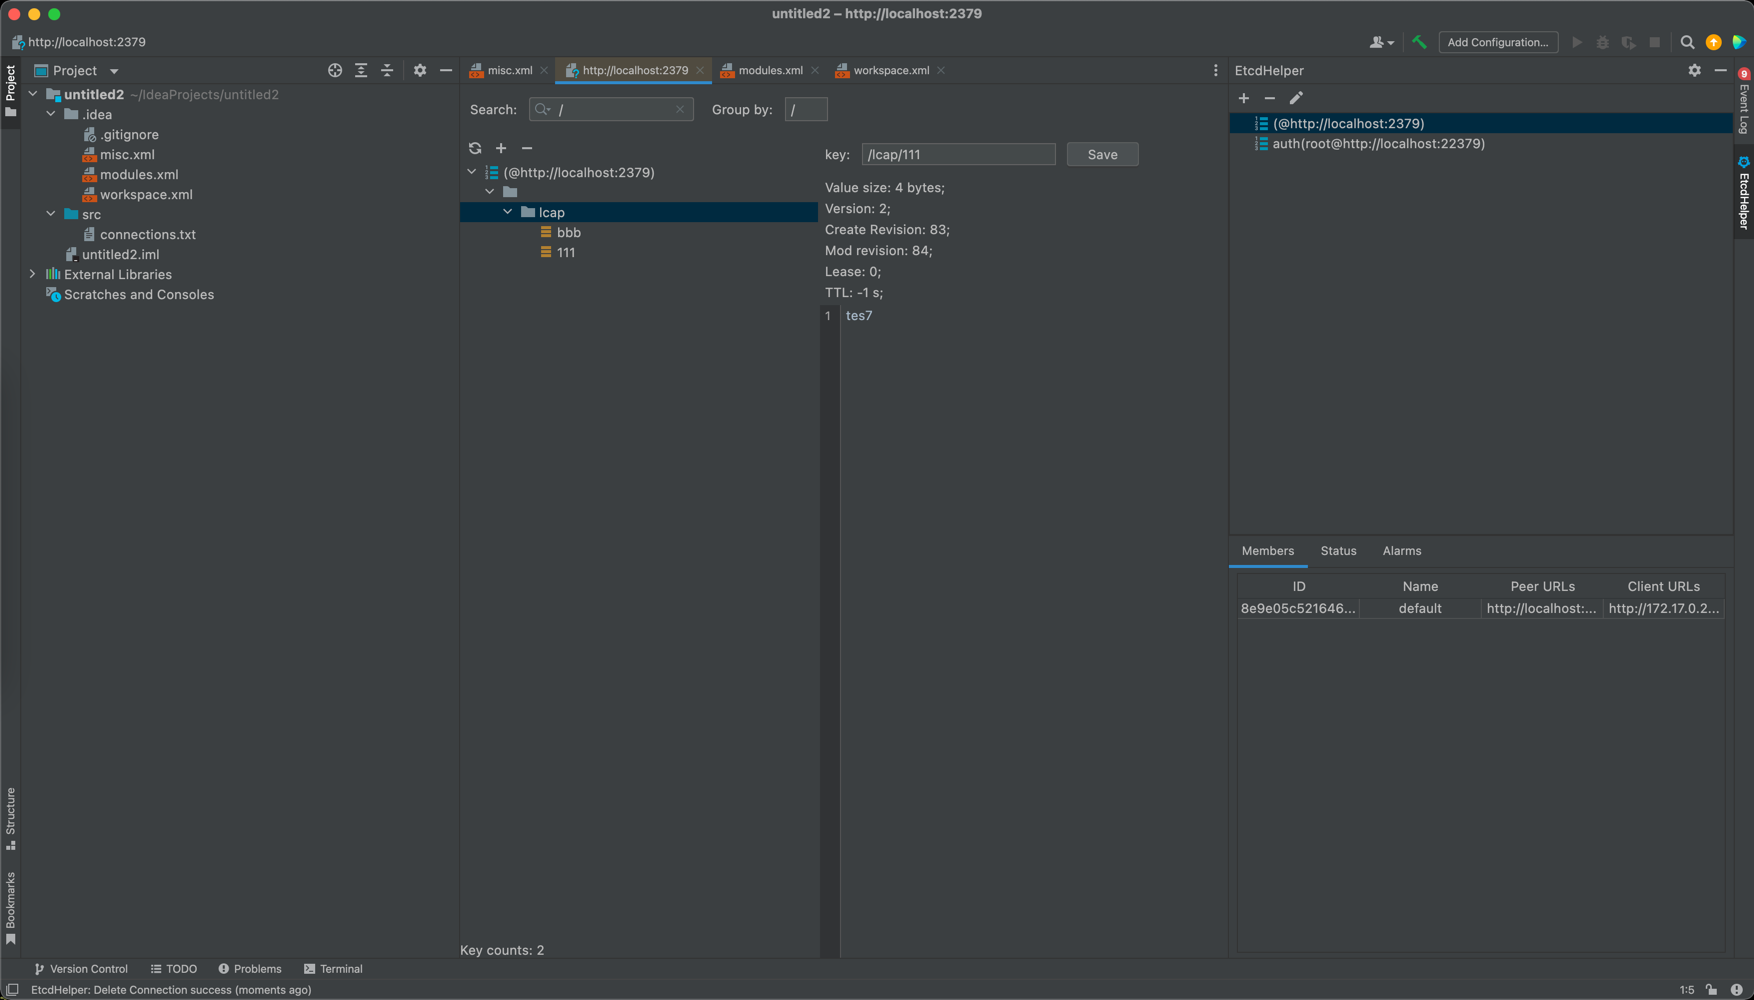 untitled2 – http://localhost:2379
http://localhost:2379
Add Configuration...
Project
Project
untitled2 ~/IdeaProjects/untitled2
.idea
.gitignore
misc.xml
modules.xml
workspace.xml
src
connections.txt
untitled2.iml
External Libraries
Scratches and Consoles
Structure
Bookmarks
misc.xml
http://localhost:2379
modules.xml
workspace.xml
Search: /
Group by: /
(@http://localhost:2379)
lcap
bbb
111
Key counts: 2
key: /lcap/111 Save
Value size: 4 bytes;
Version: 2;
Create Revision: 83;
Mod revision: 84;
Lease: 0;
TTL: -1 s;
1 tes7
EtcdHelper
(@http://localhost:2379)
auth(root@http://localhost:22379)
Members Status Alarms
ID Name Peer URLs Client URLs
8e9e05c521646... default http://localhost:... http://172.17.0.2...
9
Event Log
EtcdHelper
Version Control TODO Problems Terminal
EtcdHelper: Delete Connection success (moments ago)
1:5